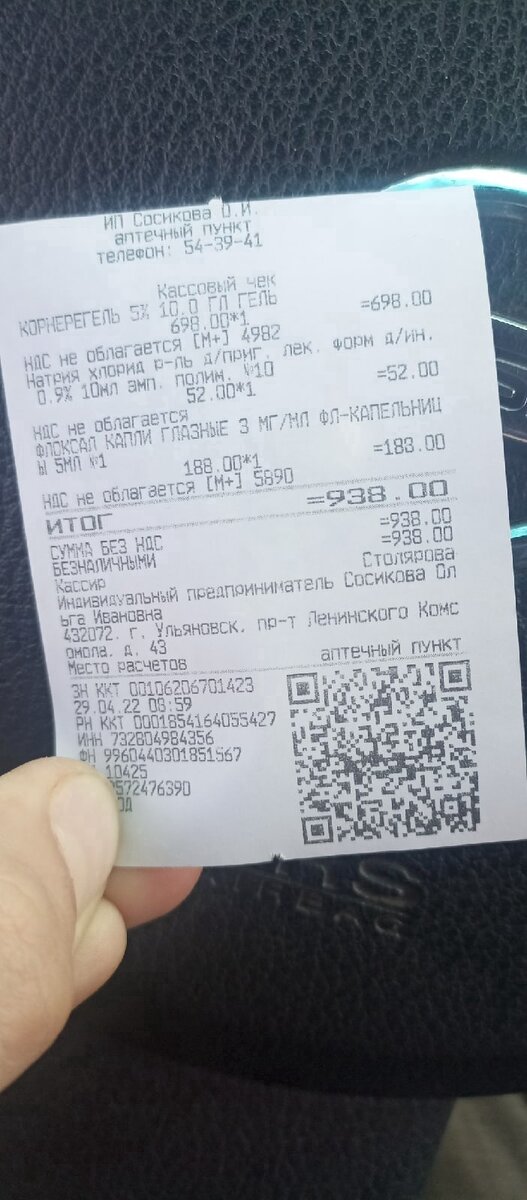 ИП Сосикова О.И.
аптечный пункт
телефон: 54-39-41
Кассовый чек
КОРНЕРЕГЕЛЬ 5% 10,0 ГЛ ГЕЛЬ
698.00*1 =698.00
НДС не облагается [М+] 4982
Натрия хлорид р-ль д/приг. лек. форм д/ин.
0.9% 10мл амп. полим. №10
52.00*1 =52.00
НДС не облагается
ФЛОКСАЛ КАПЛИ ГЛАЗНЫЕ 3 МГ/МЛ ФЛ-КАПЕЛЬНИЦ
Ы 5МЛ №1
188.00*1 =188.00
НДС не облагается [М+] 5890
ИТОГ =938.00
СУММА БЕЗ НДС =938.00
БЕЗНАЛИЧНЫМИ =938.00
Кассир Столярова
Индивидуальный предприниматель Сосикова Ол
ьга Ивановна
432072, г. Ульяновск, пр-т Ленинского Комс
омола, д. 43
Место расчетов аптечный пункт
ЗН ККТ 00106206701423
29.04.22 08:59
РН ККТ 0001854164055427
ИНН 732804984356
ФН 9960440301851567
10425
2572476390